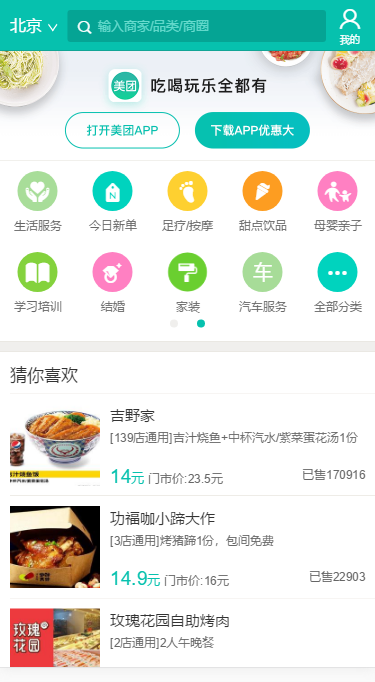 北京
输入商家/品类/商圈
我的
美团 吃喝玩乐全都有
打开美团APP 下载APP优惠大
生活服务 今日新单 足疗/按摩 甜点饮品 母婴亲子
N
车
学习培训 结婚 家装 汽车服务 全部分类
猜你喜欢
吉野家
[139店通用]吉汁烧鱼+中杯汽水/紫菜蛋花汤1份
14元 门市价:23.5元 已售170916
功福咖小蹄大作
[3店通用]烤猪蹄1份，包间免费
14.9元 门市价:16元 已售22903
玫瑰花园自助烤肉
[2店通用]2人午晚餐
玫瑰
花园